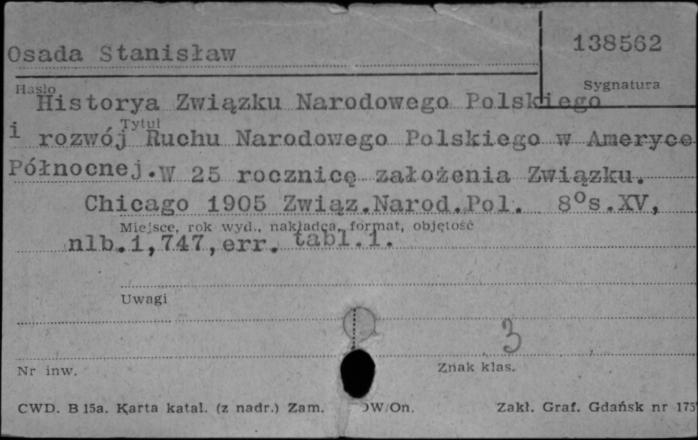 Osada Stanisław
138562
Hasło
Sygnatura
Historya Związku Narodowego Polskiego
Tytuł
i rozwój Ruchu Narodowego Polskiego w Ameryce
Północnej. W 25 rocznicę założenia Związku.
Chicago 1905 Związ.Narod.Pol. 8°s.XV,
Miejsce, rok wyd., nakładca, format, objętość
nlb.1,747,err. tabl.1.
Uwagi
3
Nr inw.
Znak klas.
CWD. B 15a. Karta katal. (z nadr.) Zam. OW/On. Zakł. Graf. Gdańsk nr 175